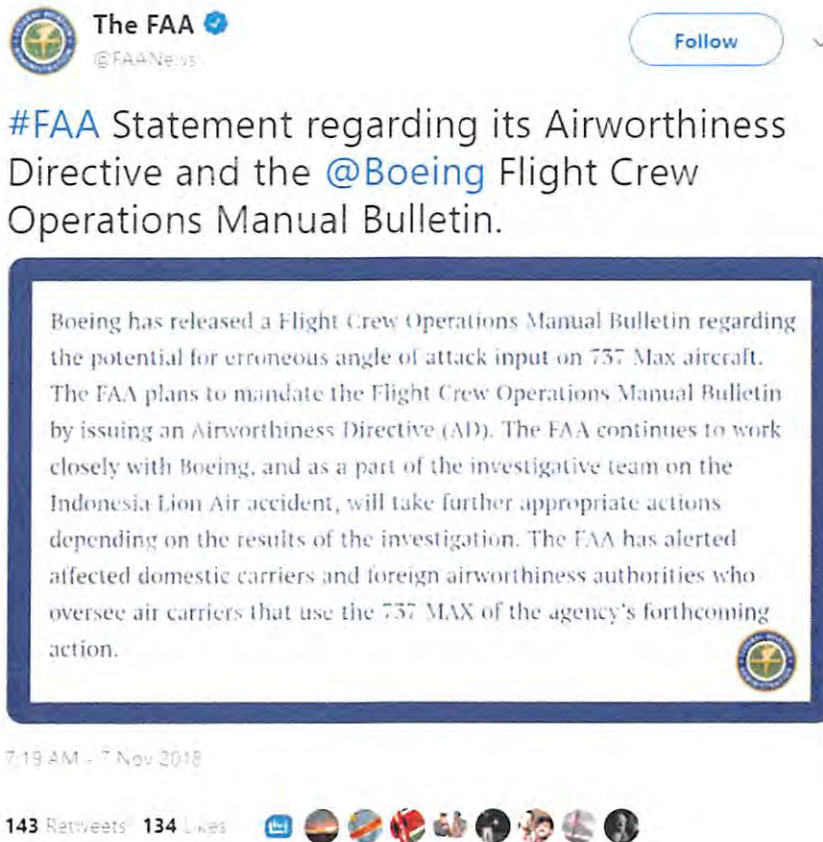 The FAA
@FAANews
Follow
#FAA Statement regarding its Airworthiness
Directive and the @Boeing Flight Crew
Operations Manual Bulletin.
Boeing has released a Flight Crew Operations Manual Bulletin regarding
the potential for erroneous angle of attack input on 737 Max aircraft.
The FAA plans to mandate the Flight Crew Operations Manual Bulletin
by issuing an Airworthiness Directive (AD). The FAA continues to work
closely with Boeing, and as a part of the investigative team on the
Indonesia Lion Air accident, will take further appropriate actions
depending on the results of the investigation. The FAA has alerted
affected domestic carriers and foreign airworthiness authorities who
oversee air carriers that use the 737 MAX of the agency's forthcoming
action.
7:19 AM - 7 Nov 2018
143 Retweets 134 Likes